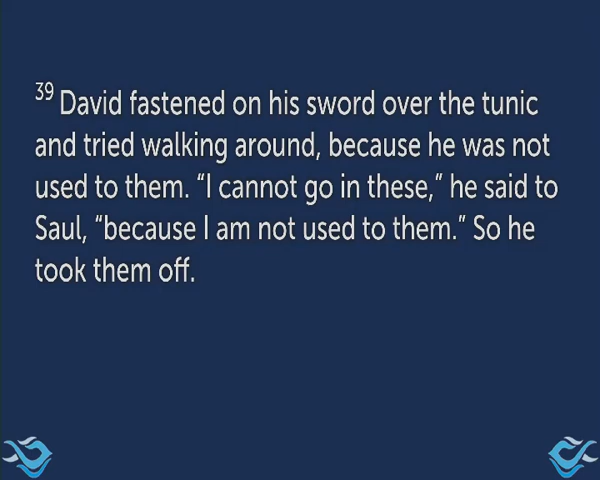 39 David fastened on his sword over the tunic
and tried walking around, because he was not
used to them. “I cannot go in these,” he said to
Saul, “because I am not used to them.” So he
took them off.